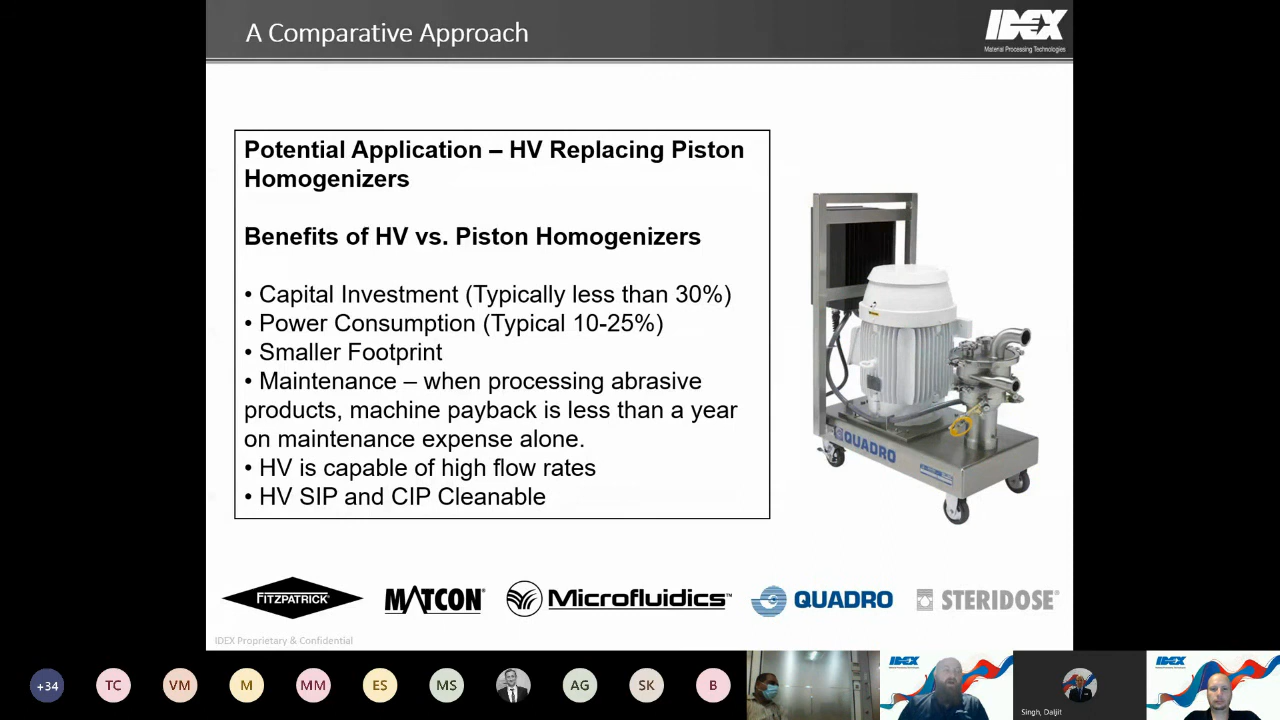 A Comparative Approach
IDEX
Material Processing Technologies
Potential Application – HV Replacing Piston
Homogenizers
Benefits of HV vs. Piston Homogenizers
• Capital Investment (Typically less than 30%)
• Power Consumption (Typical 10-25%)
• Smaller Footprint
• Maintenance – when processing abrasive
products, machine payback is less than a year
on maintenance expense alone.
• HV is capable of high flow rates
• HV SIP and CIP Cleanable
QUADRO
FITZPATRICK
MATCON®
Microfluidics™
QUADRO
STERIDOSE®
IDEX Proprietary & Confidential
+34
TC
VM
M
MM
ES
MS
AG
SK
B
IDEX
IDEX
Singh, Daljit